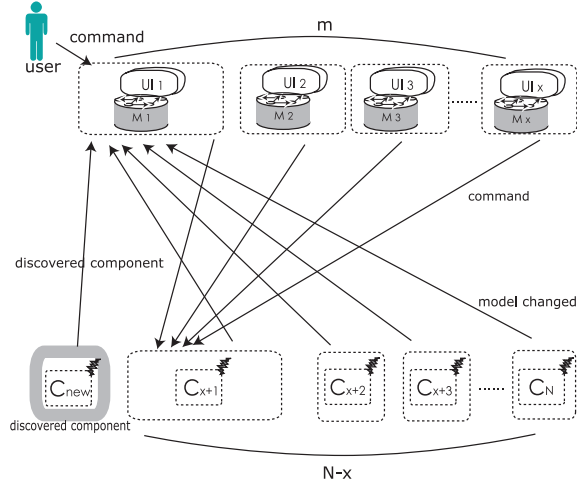 m
command
user
UI 1
UI 2
UI 3
UI x
M 1
M 2
M 3
M x
command
discovered component
model changed
Cnew
Cx+1
Cx+2
Cx+3
CN
discovered component
N-x